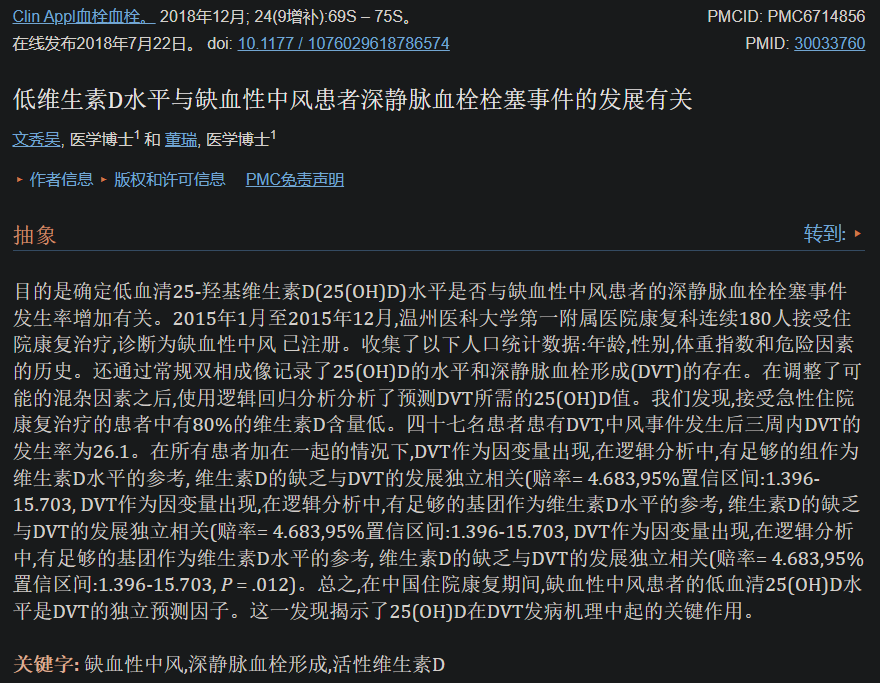 Clin Appl血栓血栓。 2018年12月; 24(9增补):69S – 75S。 PMCID: PMC6714856
在线发布2018年7月22日。 doi: 10.1177 / 1076029618786574 PMID: 30033760
低维生素D水平与缺血性中风患者深静脉血栓栓塞事件的发展有关
文秀吴, 医学博士1 和 董瑞, 医学博士1
作者信息 版权和许可信息 PMC免责声明
抽象 转到:
目的是确定低血清25-羟基维生素D(25(OH)D)水平是否与缺血性中风患者的深静脉血栓栓塞事件
发生率增加有关。2015年1月至2015年12月,温州医科大学第一附属医院康复科连续180人接受住
院康复治疗,诊断为缺血性中风 已注册。收集了以下人口统计数据:年龄,性别,体重指数和危险因素
的历史。还通过常规双相成像记录了25(OH)D的水平和深静脉血栓形成(DVT)的存在。在调整了可
能的混杂因素之后,使用逻辑回归分析分析了预测DVT所需的25(OH)D值。我们发现,接受急性住院
康复治疗的患者中有80%的维生素D含量低。四十七名患者患有DVT,中风事件发生后三周内DVT的
发生率为26.1。在所有患者加在一起的情况下,DVT作为因变量出现,在逻辑分析中,有足够的组作为
维生素D水平的参考, 维生素D的缺乏与DVT的发展独立相关(赔率= 4.683,95%置信区间:1.396-
15.703, DVT作为因变量出现,在逻辑分析中,有足够的基团作为维生素D水平的参考, 维生素D的缺乏
与DVT的发展独立相关(赔率= 4.683,95%置信区间:1.396-15.703, DVT作为因变量出现,在逻辑分析
中,有足够的基团作为维生素D水平的参考, 维生素D的缺乏与DVT的发展独立相关(赔率= 4.683,95%
置信区间:1.396-15.703, P = .012)。总之,在中国住院康复期间,缺血性中风患者的低血清25(OH)D水
平是DVT的独立预测因子。这一发现揭示了25(OH)D在DVT发病机理中起的关键作用。
关键字: 缺血性中风,深静脉血栓形成,活性维生素D